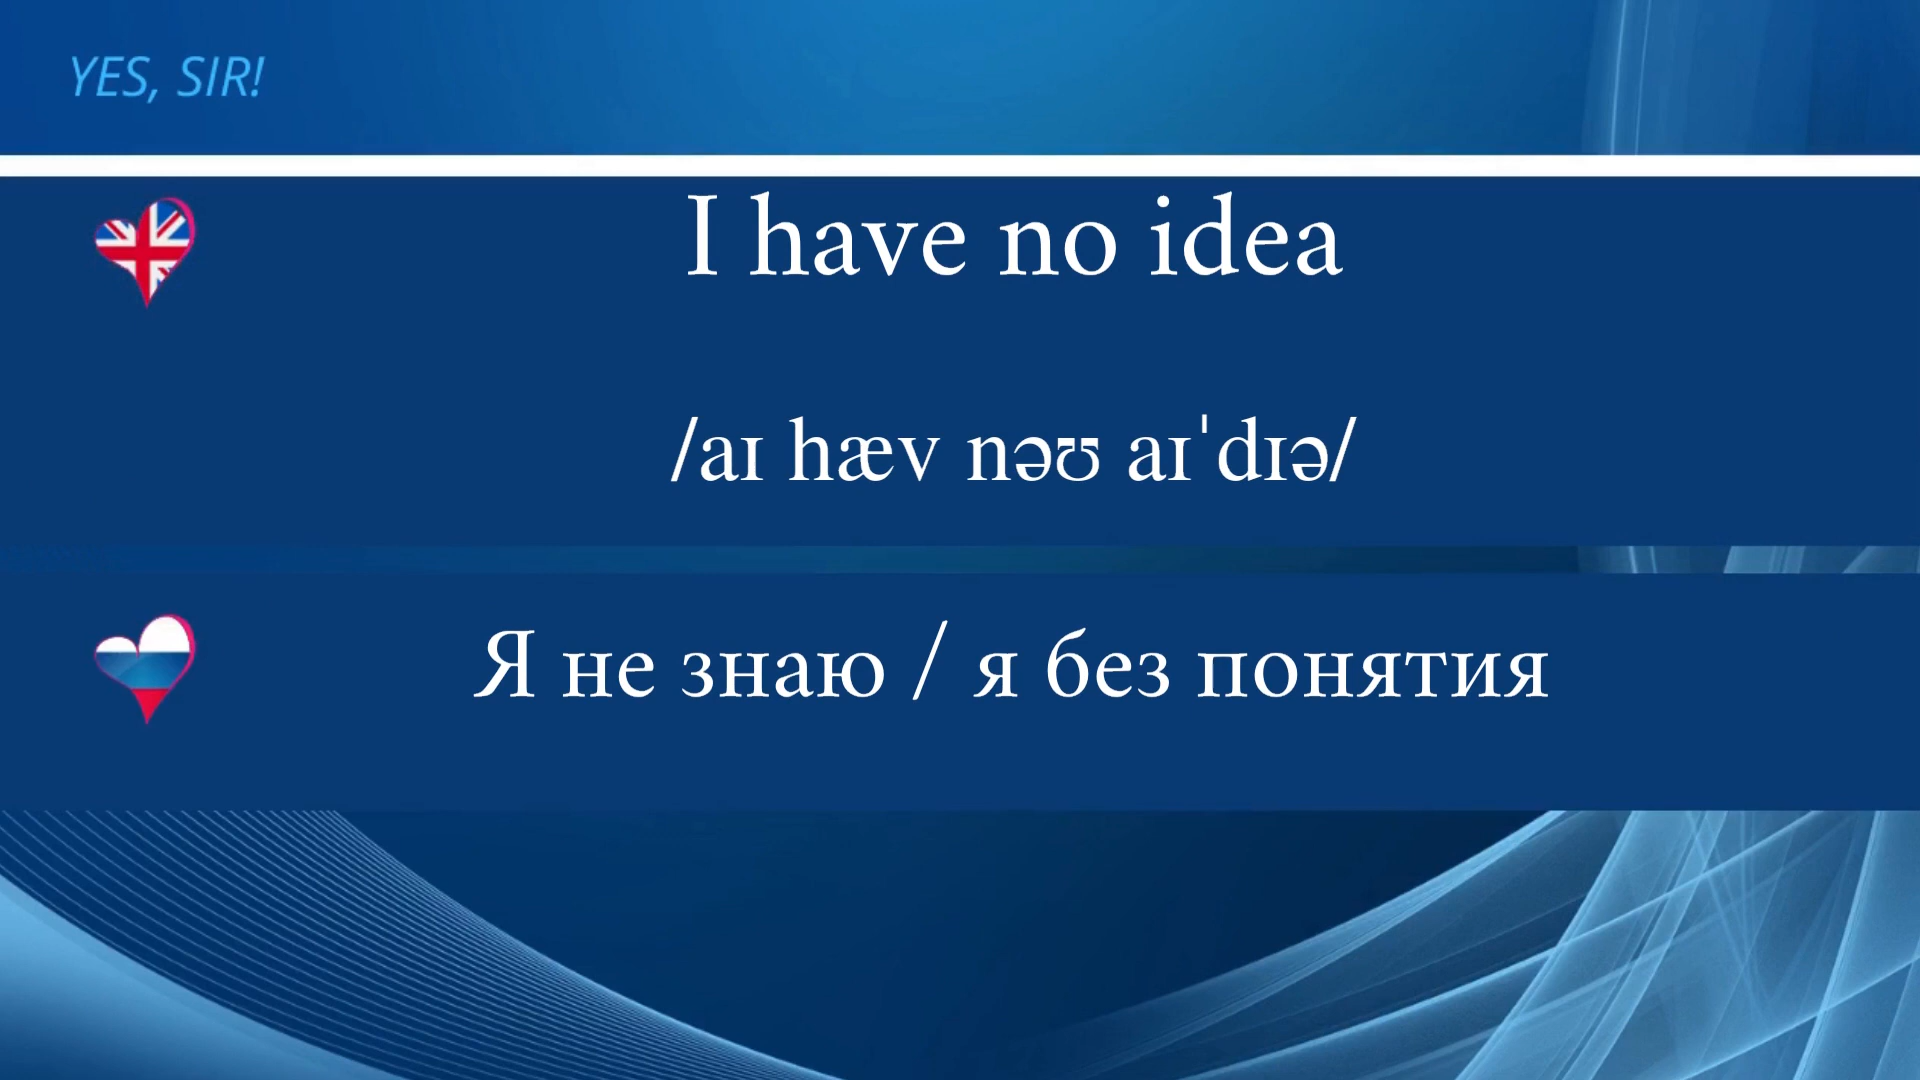 YES, SIR!
I have no idea
/aɪ hæv nəʊ aɪˈdɪə/
Я не знаю / я без понятия